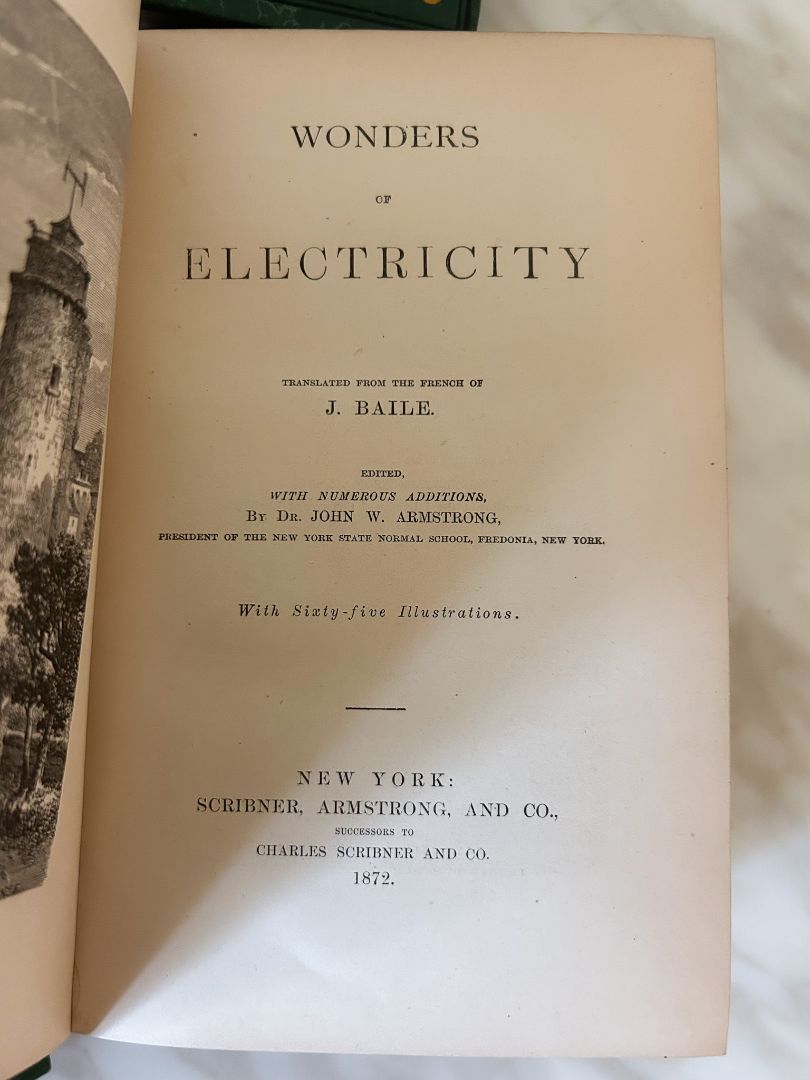 WONDERS
OF
ELECTRICITY
TRANSLATED FROM THE FRENCH OF
J. BAILE.
EDITED,
WITH NUMEROUS ADDITIONS,
BY DR. JOHN W. ARMSTRONG,
PRESIDENT OF THE NEW YORK STATE NORMAL SCHOOL, FREDONIA, NEW YORK.
With Sixty-five Illustrations.
NEW YORK:
SCRIBNER, ARMSTRONG, AND CO.,
SUCCESSORS TO
CHARLES SCRIBNER AND CO.
1872.